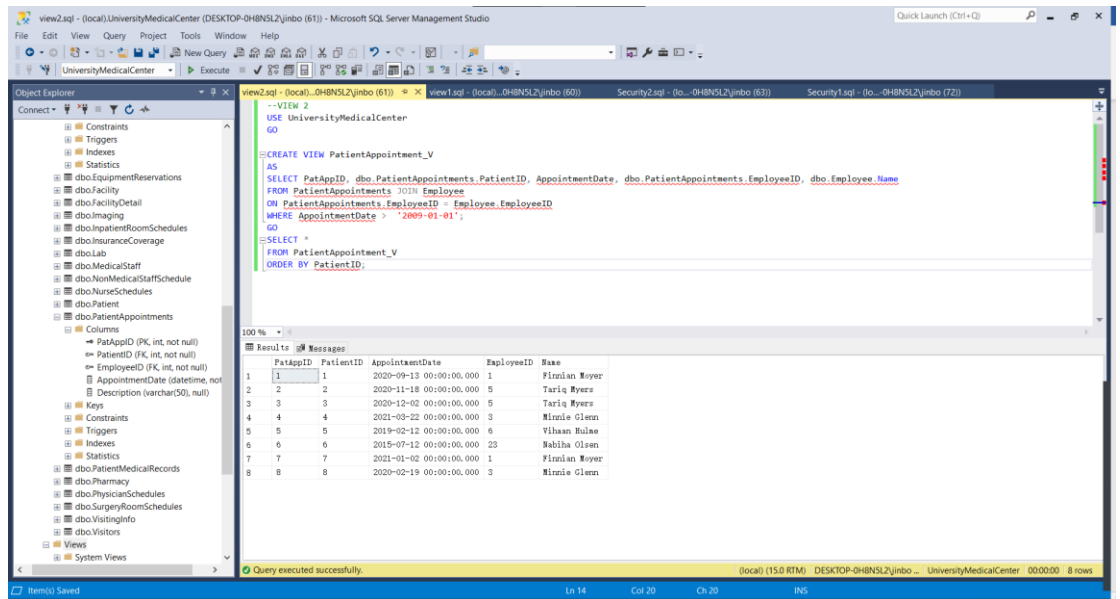 view2.sql - (local).UniversityMedicalCenter (DESKTOP-0H8N5L2\jinbo (61)) - Microsoft SQL Server Management Studio
Quick Launch (Ctrl+Q)
File Edit View Query Project Tools Window Help
New Query
UniversityMedicalCenter
Execute
Object Explorer
Connect
Constraints
Triggers
Indexes
Statistics
dbo.EquipmentReservations
dbo.Facility
dbo.FacilityDetail
dbo.Imaging
dbo.InpatientRoomSchedules
dbo.InsuranceCoverage
dbo.Lab
dbo.MedicalStaff
dbo.NonMedicalStaffSchedule
dbo.NurseSchedules
dbo.Patient
dbo.PatientAppointments
Columns
PatAppID (PK, int, not null)
PatientID (FK, int, not null)
EmployeeID (FK, int, not null)
AppointmentDate (datetime, not
Description (varchar(50), null)
Keys
Constraints
Triggers
Indexes
Statistics
dbo.PatientMedicalRecords
dbo.Pharmacy
dbo.PhysicianSchedules
dbo.SurgeryRoomSchedules
dbo.VisitingInfo
dbo.Visitors
Views
System Views
view2.sql - (local)...0H8N5L2\jinbo (61)) view1.sql - (local)...0H8N5L2\jinbo (60)) Security2.sql - (lo...-0H8N5L2\jinbo (63)) Security1.sql - (lo...-0H8N5L2\jinbo (72))
--VIEW 2
USE UniversityMedicalCenter
GO
CREATE VIEW PatientAppointment_V
AS
SELECT PatAppID, dbo.PatientAppointments.PatientID, AppointmentDate, dbo.PatientAppointments.EmployeeID, dbo.Employee.Name
FROM PatientAppointments JOIN Employee
ON PatientAppointments.EmployeeID = Employee.EmployeeID
WHERE AppointmentDate > '2009-01-01';
GO
SELECT *
FROM PatientAppointment_V
ORDER BY PatientID;
100 %
Results Messages
PatAppID PatientID AppointmentDate EmployeeID Name
1 1 1 2020-09-13 00:00:00.000 1 Finnian Moyer
2 2 2 2020-11-18 00:00:00.000 5 Tariq Myers
3 3 3 2020-12-02 00:00:00.000 5 Tariq Myers
4 4 4 2021-03-22 00:00:00.000 3 Minnie Glenn
5 5 5 2019-02-12 00:00:00.000 6 Vihaan Hulme
6 6 6 2015-07-12 00:00:00.000 23 Nabiha Olsen
7 7 7 2021-01-02 00:00:00.000 1 Finnian Moyer
8 8 8 2020-02-19 00:00:00.000 3 Minnie Glenn
Query executed successfully.
(local) (15.0 RTM) DESKTOP-0H8N5L2\jinbo ... UniversityMedicalCenter 00:00:00 8 rows
Item(s) Saved Ln 14 Col 20 Ch 20 INS